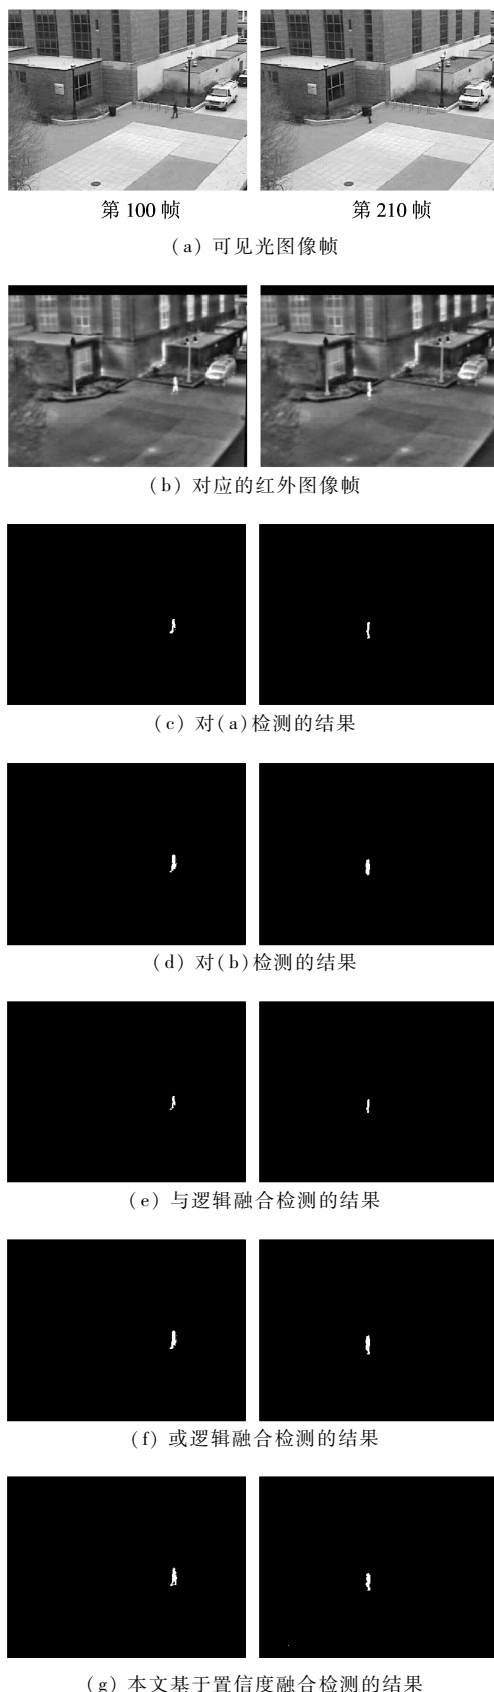 第 100 帧
第 210 帧
(a) 可见光图像帧
(b) 对应的红外图像帧
(c) 对(a)检测的结果
(d) 对(b)检测的结果
(e) 与逻辑融合检测的结果
(f) 或逻辑融合检测的结果
(g) 本文基于置信度融合检测的结果